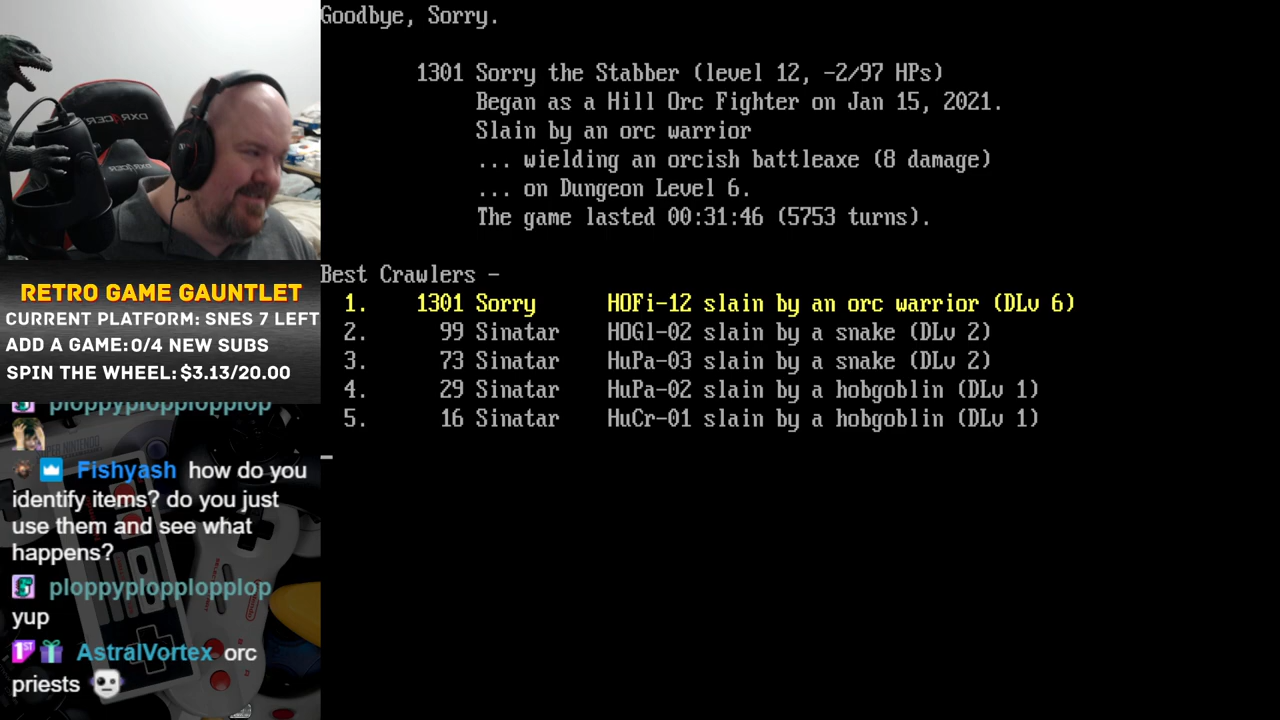 Goodbye, Sorry.
1301 Sorry the Stabber (level 12, -2/97 HPs)
Began as a Hill Orc Fighter on Jan 15, 2021.
Slain by an orc warrior
... wielding an orcish battleaxe (8 damage)
... on Dungeon Level 6.
The game lasted 00:31:46 (5753 turns).
Best Crawlers -
1. 1301 Sorry HOFi-12 slain by an orc warrior (DLv 6)
2. 99 Sinatar HOGl-02 slain by a snake (DLv 2)
3. 73 Sinatar HuPa-03 slain by a snake (DLv 2)
4. 29 Sinatar HuPa-02 slain by a hobgoblin (DLv 1)
5. 16 Sinatar HuCr-01 slain by a hobgoblin (DLv 1)
RETRO GAME GAUNTLET
CURRENT PLATFORM: SNES 7 LEFT
ADD A GAME: 0/4 NEW SUBS
SPIN THE WHEEL: $3.13/20.00
ploppyplopplopplop
Fishyash how do you
identify items? do you just
use them and see what
happens?
ploppyplopplopplop
yup
1ST AstralVortex orc
priests